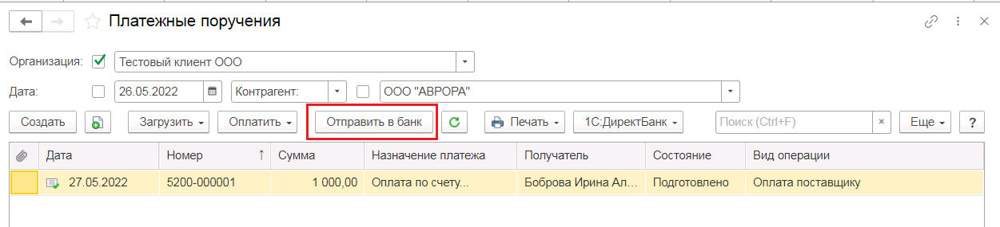 Платежные поручения
Организация: Тестовый клиент ООО
Дата: 26.05.2022 Контрагент: ООО "АВРОРА"
Создать Загрузить Оплатить Отправить в банк Печать 1С:ДиректБанк Поиск (Ctrl+F) × Еще ?
Дата Номер ↑ Сумма Назначение платежа Получатель Состояние Вид операции
27.05.2022 5200-000001 1 000,00 Оплата по счету... Боброва Ирина Ал... Подготовлено Оплата поставщику